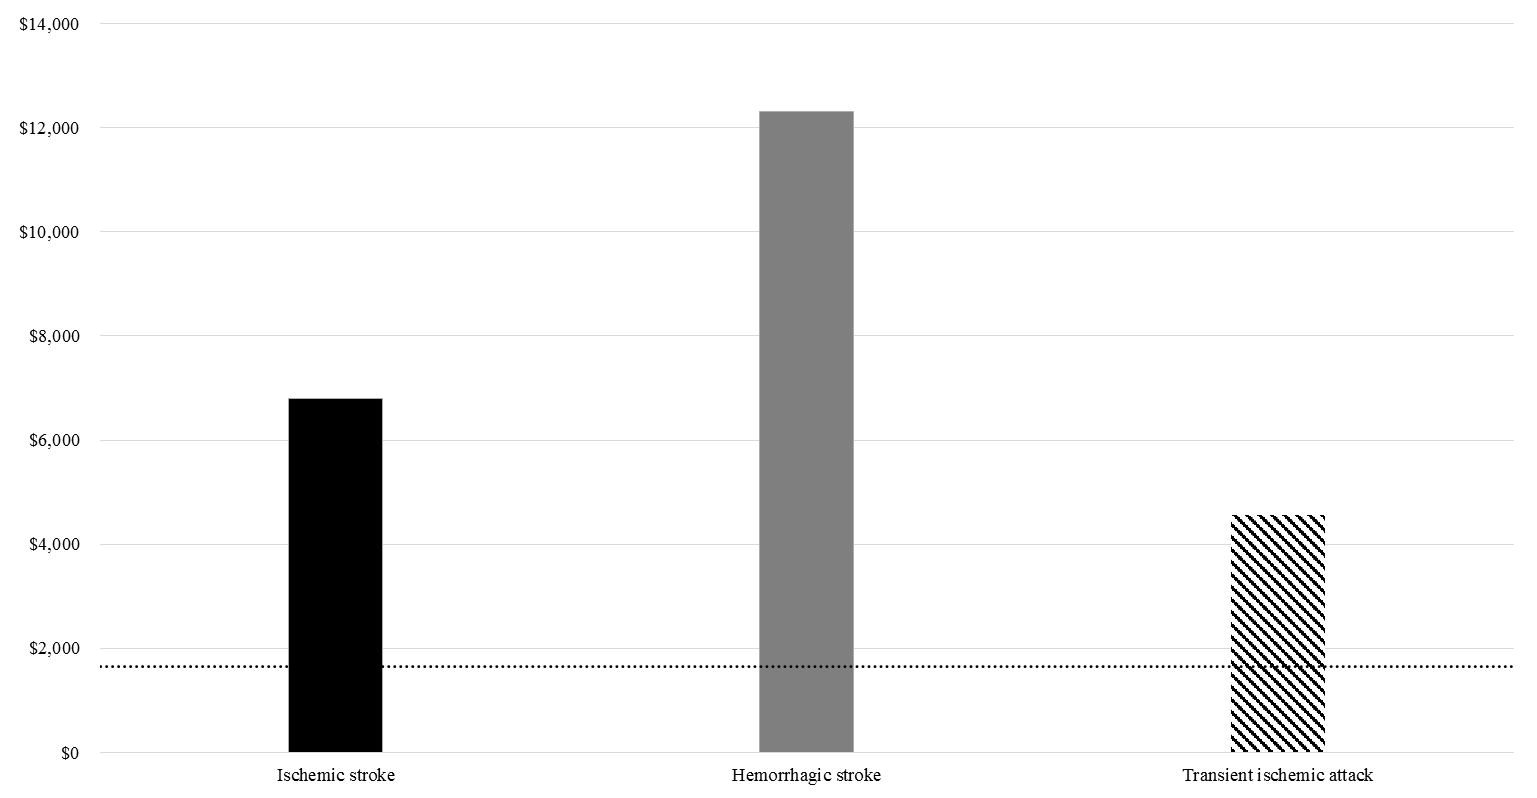 $14,000
$12,000
$10,000
$8,000
$6,000
$4,000
$2,000
$0
Ischemic stroke
Hemorrhagic stroke
Transient ischemic attack